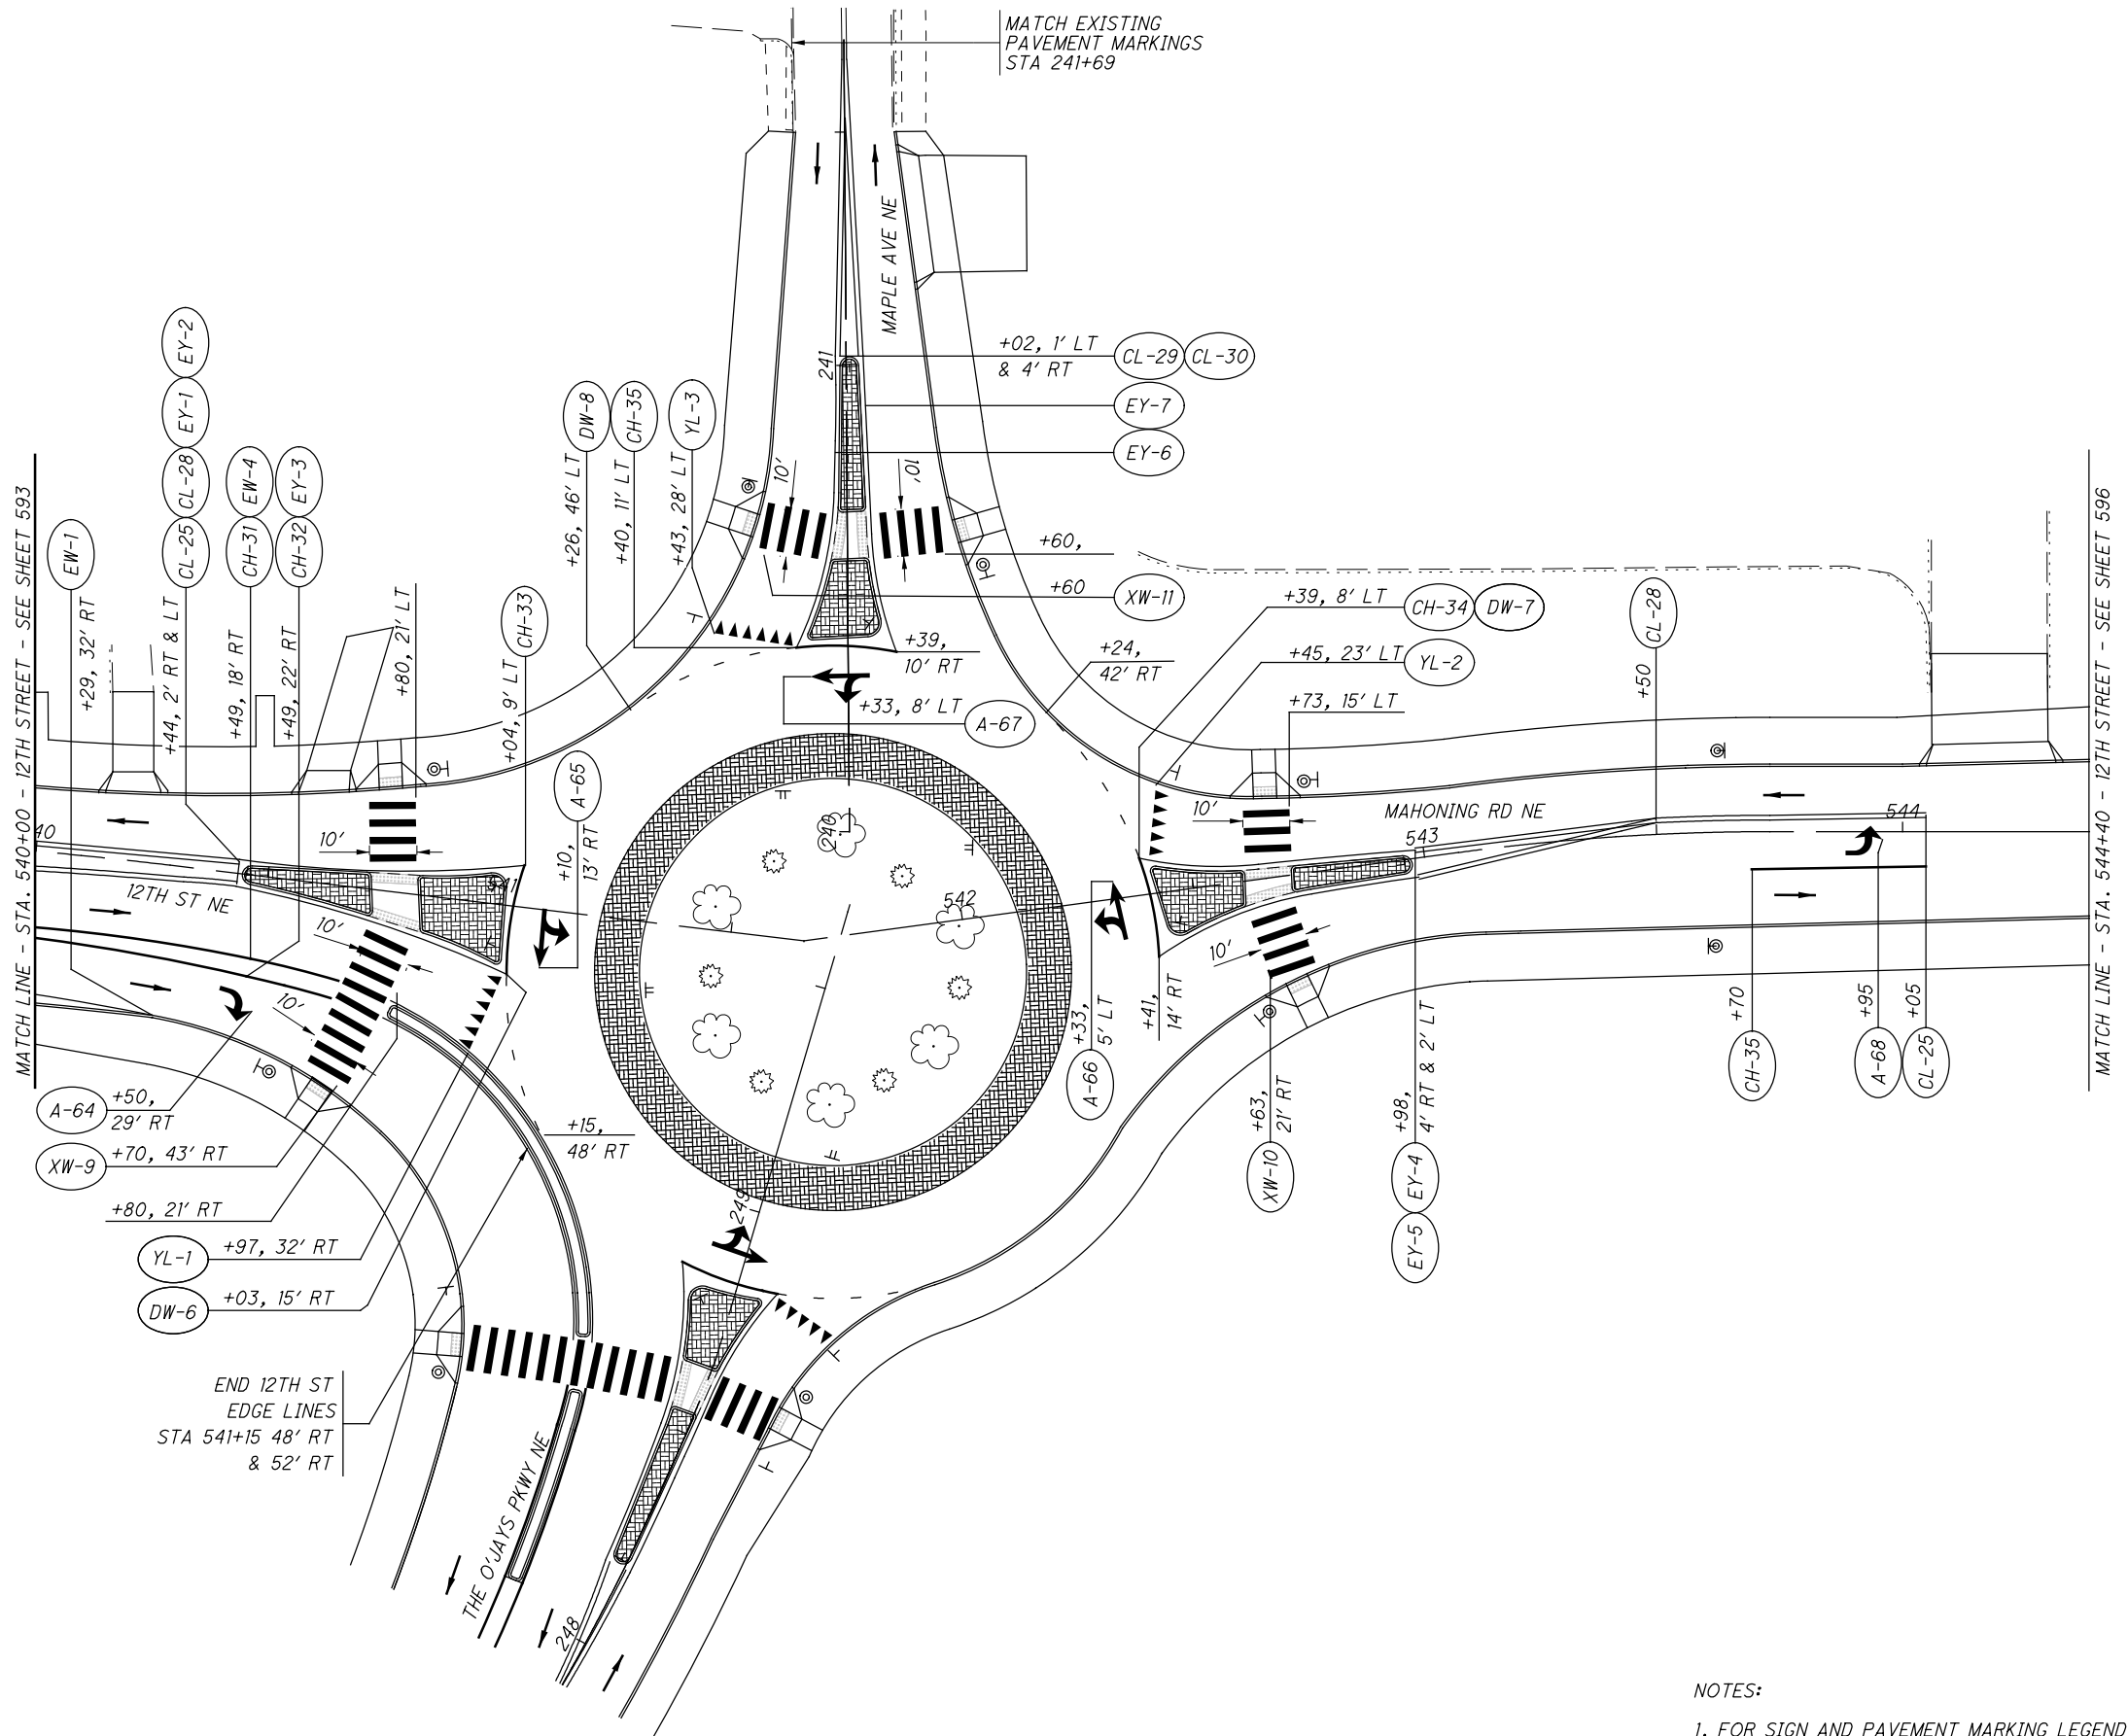 MATCH EXISTING
PAVEMENT MARKINGS
STA 241+69
MAPLE AVE NE
241
+02, 1' LT
& 4' RT
CL-29
CL-30
EY-7
EY-6
EY-2
EY-1
CL-28
CL-25
+44, 2' RT & LT
EW-4
CH-31
+49, 18' RT
EY-3
CH-32
+49, 22' RT
EW-1
+29, 32' RT
+80, 21' LT
CH-33
+04, 9' LT
DW-8
+26, 46' LT
CH-35
+40, 11' LT
YL-3
+43, 28' LT
10'
10'
+60,
+60
XW-11
+39,
10' RT
+24,
42' RT
+39, 8' LT
CH-34
DW-7
+45, 23' LT
YL-2
+73, 15' LT
CL-28
+50
+33, 8' LT
A-67
A-65
+10,
13' RT
MATCH LINE - STA. 540+00 - 12TH STREET - SEE SHEET 593
MATCH LINE - STA. 544+40 - 12TH STREET - SEE SHEET 596
40
10'
12TH ST NE
541
10'
10'
240
542
10'
MAHONING RD NE
543
544
10'
A-64
+50,
29' RT
XW-9
+70, 43' RT
+80, 21' RT
YL-1
+97, 32' RT
DW-6
+03, 15' RT
+15,
48' RT
END 12TH ST
EDGE LINES
STA 541+15 48' RT
& 52' RT
+33,
5' LT
A-66
+41,
14' RT
+63,
21' RT
XW-10
+98,
4' RT & 2' LT
EY-4
EY-5
+70
CH-35
+95
A-68
+05
CL-25
249
THE O'JAYS PKWY NE
248
NOTES:
1. FOR SIGN AND PAVEMENT MARKING LEGEND